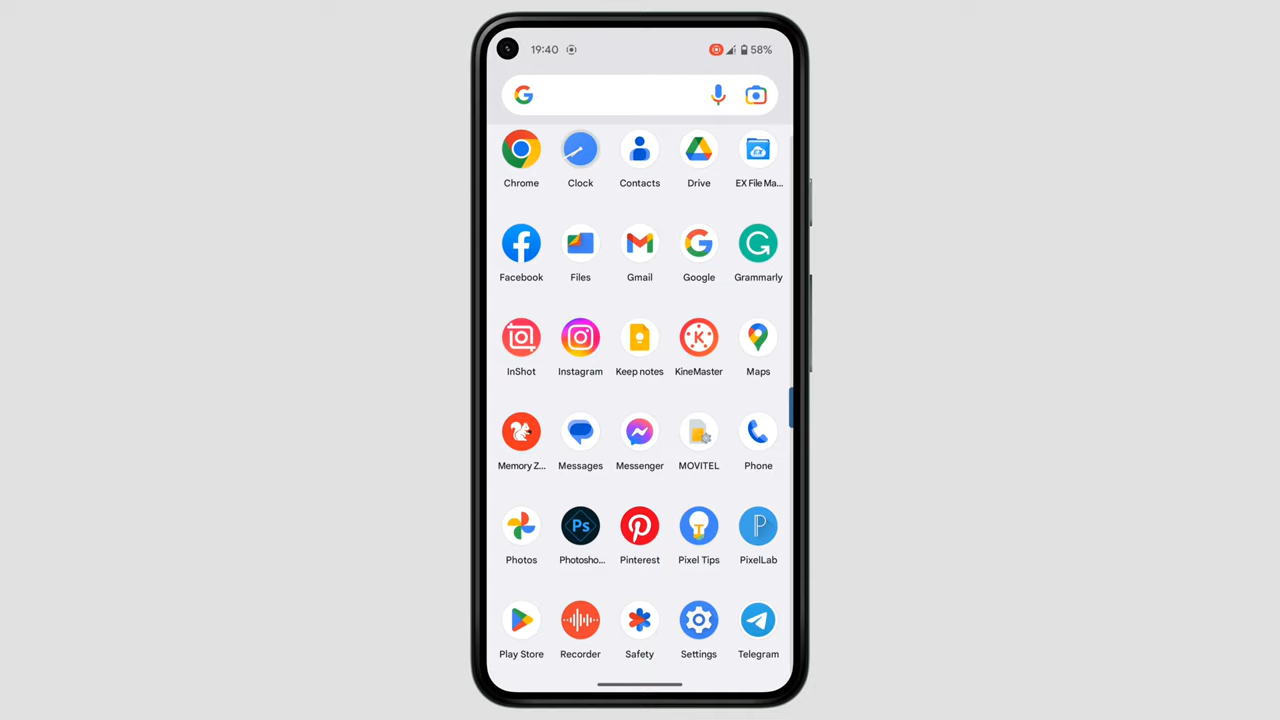 19:40 58%
Chrome Clock Contacts Drive EX File Ma...
Facebook Files Gmail Google Grammarly
InShot Instagram Keep notes KineMaster Maps
Memory Z... Messages Messenger MOVITEL Phone
Ps P
Photos Photosho... Pinterest Pixel Tips PixelLab
Play Store Recorder Safety Settings Telegram